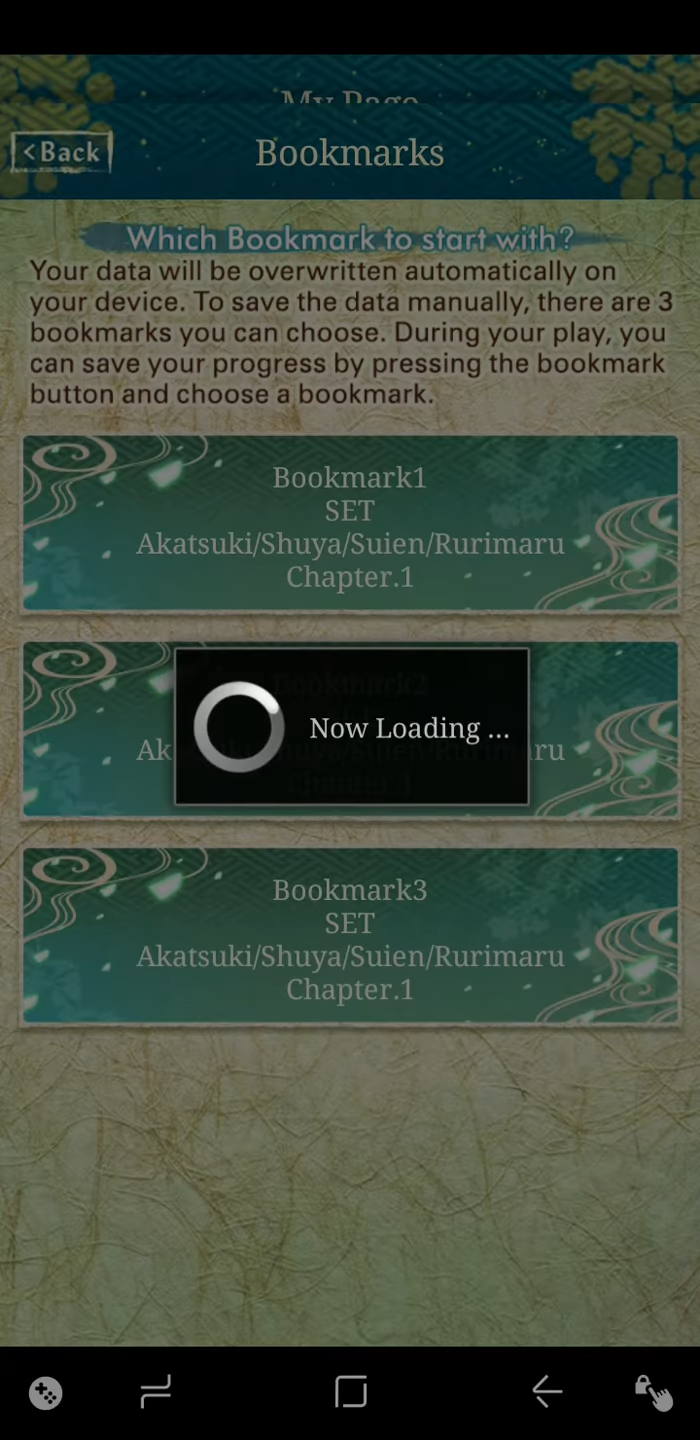 My Page
<Back
Bookmarks
Which Bookmark to start with?
Your data will be overwritten automatically on
your device. To save the data manually, there are 3
bookmarks you can choose. During your play, you
can save your progress by pressing the bookmark
button and choose a bookmark.
Bookmark1
SET
Akatsuki/Shuya/Suien/Rurimaru
Chapter.1
Bookmark2
Now Loading ...
Bookmark3
SET
Akatsuki/Shuya/Suien/Rurimaru
Chapter.1